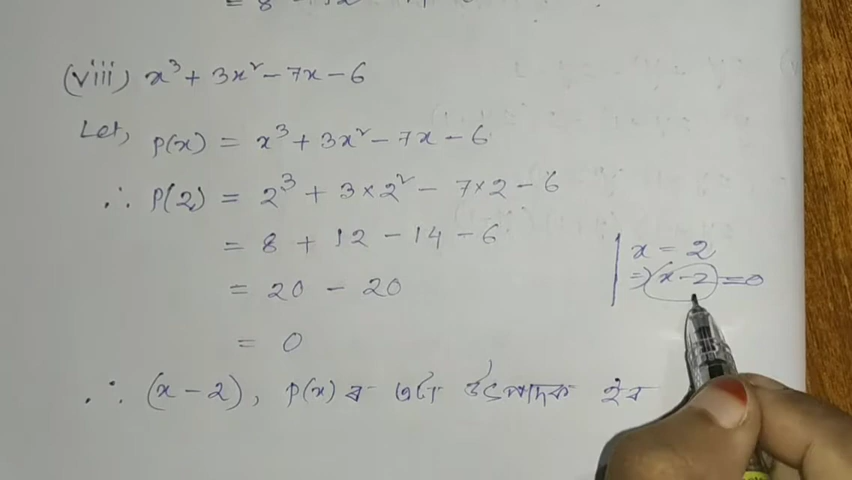 (viii) x³ + 3x² - 7x - 6
Let, p(x) = x³ + 3x² - 7x - 6
∴ p(2) = 2³ + 3×2² - 7×2 - 6
= 8 + 12 - 14 - 6
= 20 - 20
= 0
x = 2
⇒ x-2 = 0
∴ (x-2), p(x)ৰ এটা উৎপাদক হ'ব